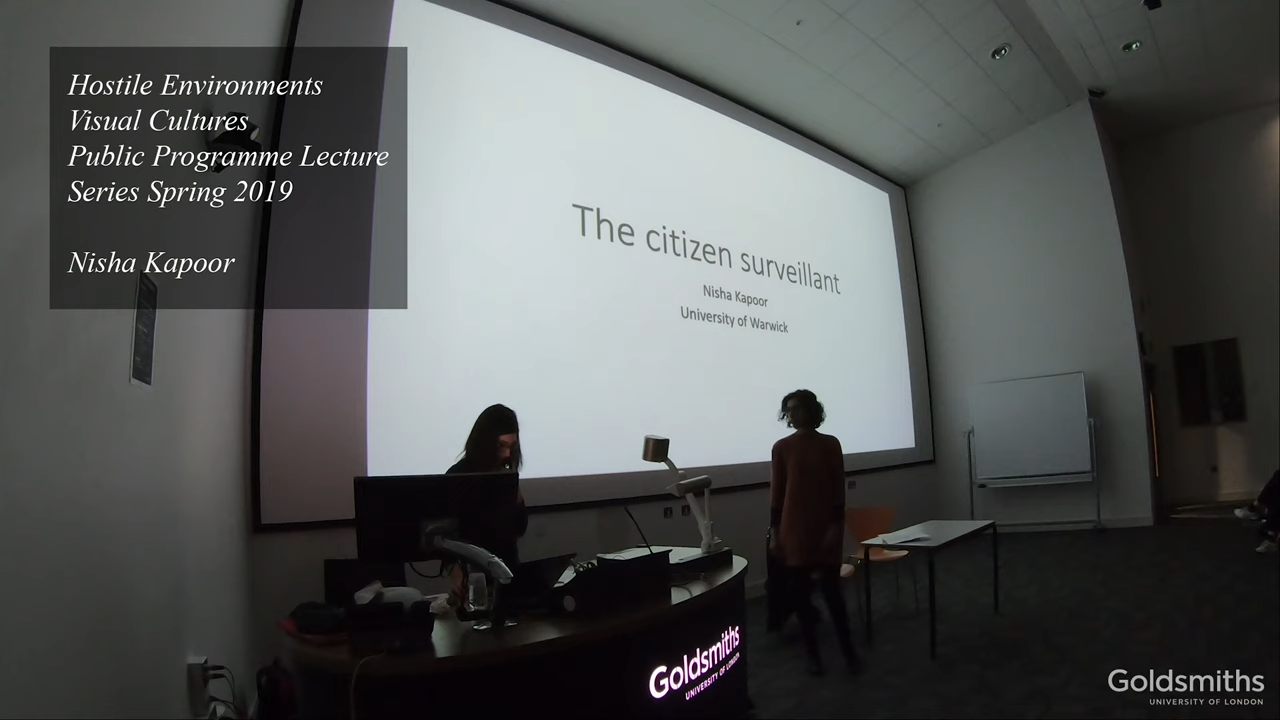 Hostile Environments
Visual Cultures
Public Programme Lecture
Series Spring 2019
Nisha Kapoor
The citizen surveillant
Nisha Kapoor
University of Warwick
Goldsmiths
UNIVERSITY OF LONDON
Goldsmiths
UNIVERSITY OF LONDON